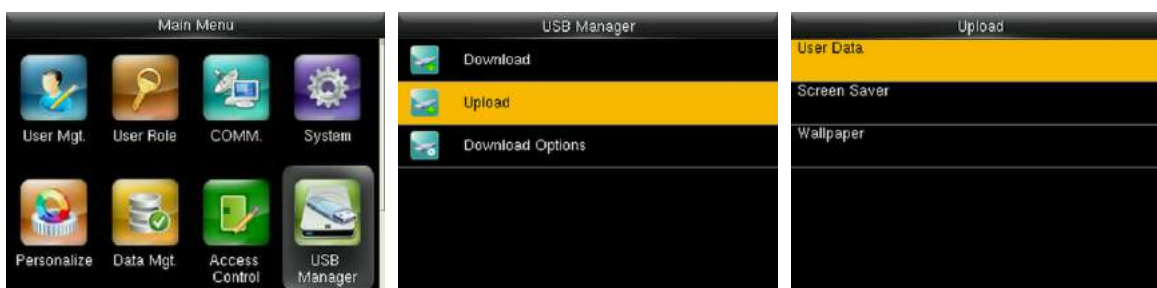 Main Menu
User Mgt.
User Role
COMM.
System
Personalize
Data Mgt.
Access
Control
USB
Manager
USB Manager
Download
Upload
Download Options
Upload
User Data
Screen Saver
Wallpaper